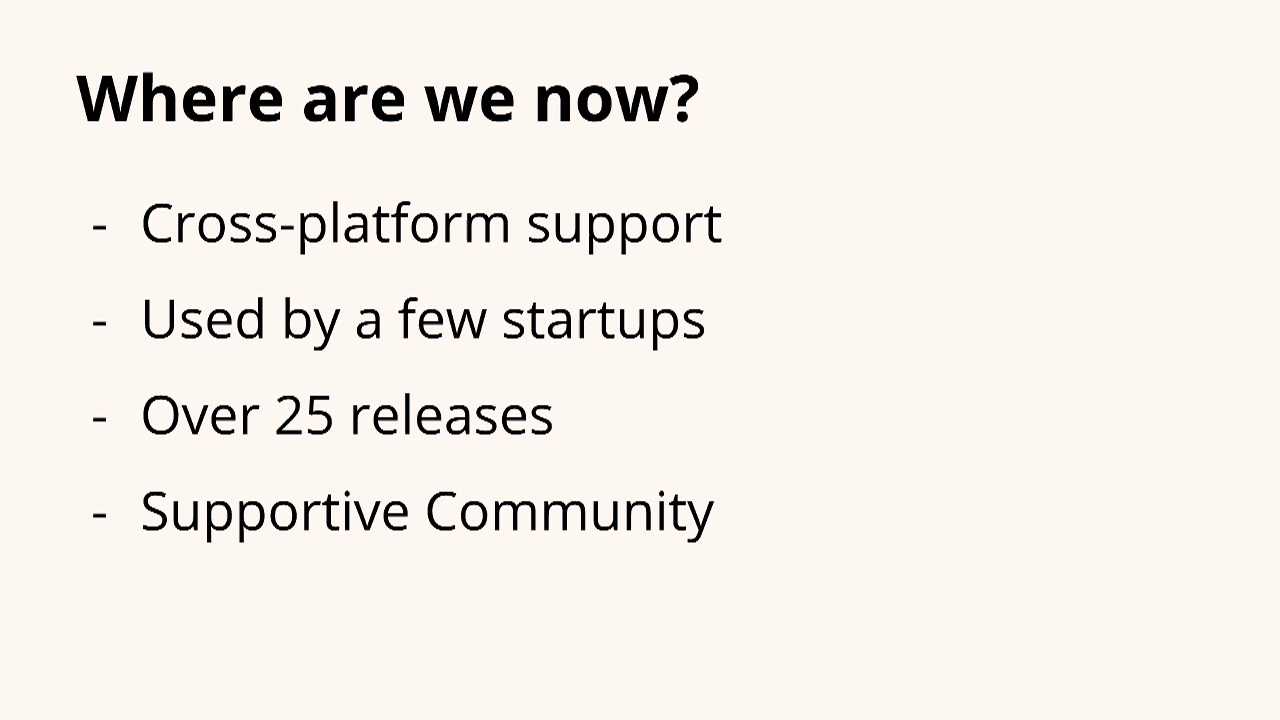 Where are we now?
- Cross-platform support
- Used by a few startups
- Over 25 releases
- Supportive Community